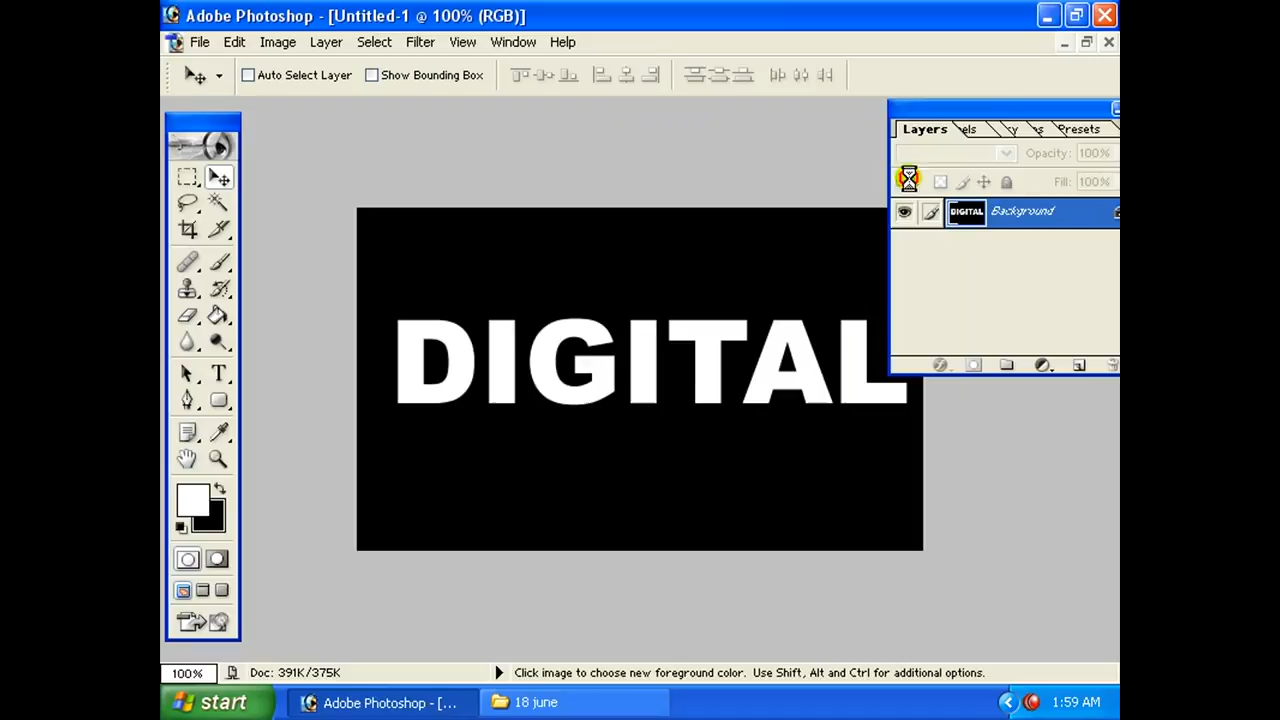 Adobe Photoshop - [Untitled-1 @ 100% (RGB)]
File Edit Image Layer Select Filter View Window Help
Auto Select Layer Show Bounding Box
Layers els ry ns Presets
Opacity: 100%
Fill: 100%
DIGITAL Background
DIGITAL
T
100% Doc: 391K/375K Click image to choose new foreground color. Use Shift, Alt and Ctrl for additional options.
start Adobe Photoshop - [... 18 june 1:59 AM